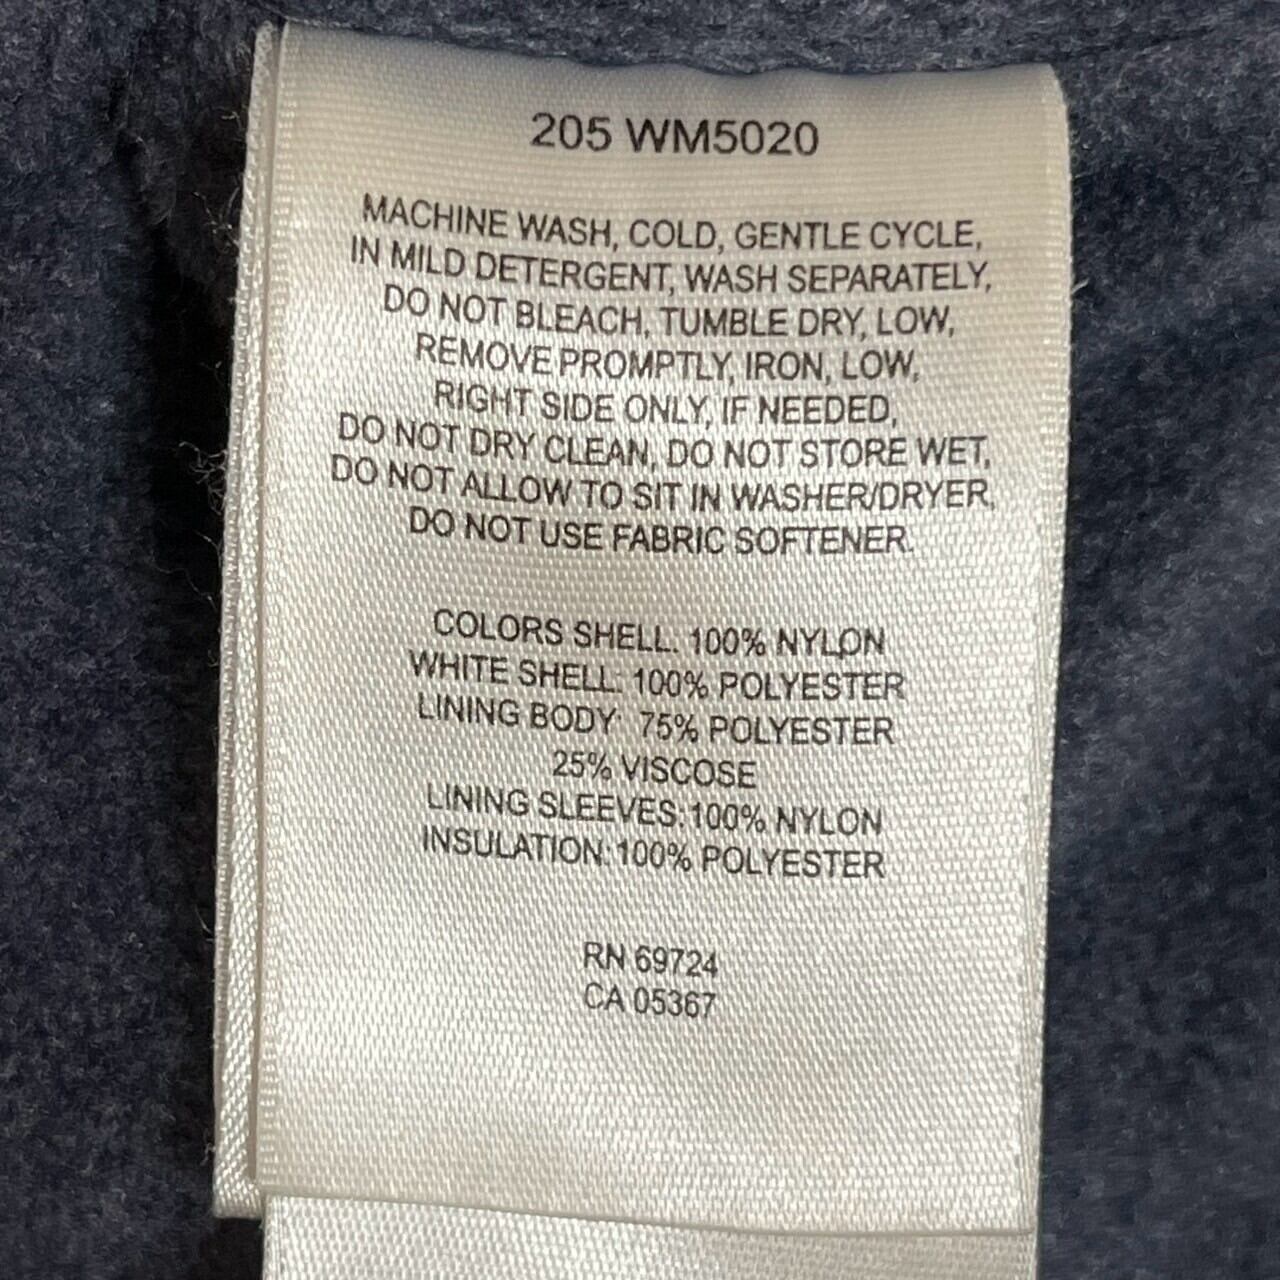 205 WM5020
MACHINE WASH, COLD, GENTLE CYCLE,
IN MILD DETERGENT, WASH SEPARATELY,
DO NOT BLEACH, TUMBLE DRY, LOW,
REMOVE PROMPTLY, IRON, LOW,
RIGHT SIDE ONLY, IF NEEDED,
DO NOT DRY CLEAN, DO NOT STORE WET,
DO NOT ALLOW TO SIT IN WASHER/DRYER,
DO NOT USE FABRIC SOFTENER.
COLORS SHELL: 100% NYLON
WHITE SHELL: 100% POLYESTER
LINING BODY: 75% POLYESTER
25% VISCOSE
LINING SLEEVES: 100% NYLON
INSULATION: 100% POLYESTER
RN 69724
CA 05367